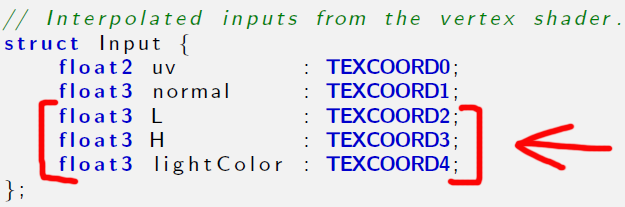 // Interpolated inputs from the vertex shader.
struct Input {
float2 uv : TEXCOORD0;
float3 normal : TEXCOORD1;
float3 L : TEXCOORD2;
float3 H : TEXCOORD3;
float3 lightColor : TEXCOORD4;
};